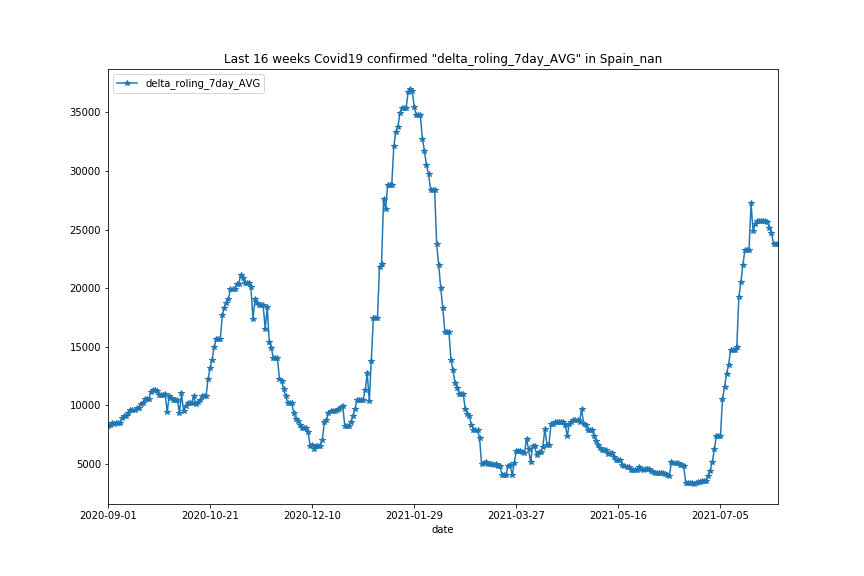 Last 16 weeks Covid19 confirmed "delta_roling_7day_AVG" in Spain_nan
delta_roling_7day_AVG
35000
30000
25000
20000
15000
10000
5000
2020-09-01 2020-10-21 2020-12-10 2021-01-29 2021-03-27 2021-05-16 2021-07-05
date